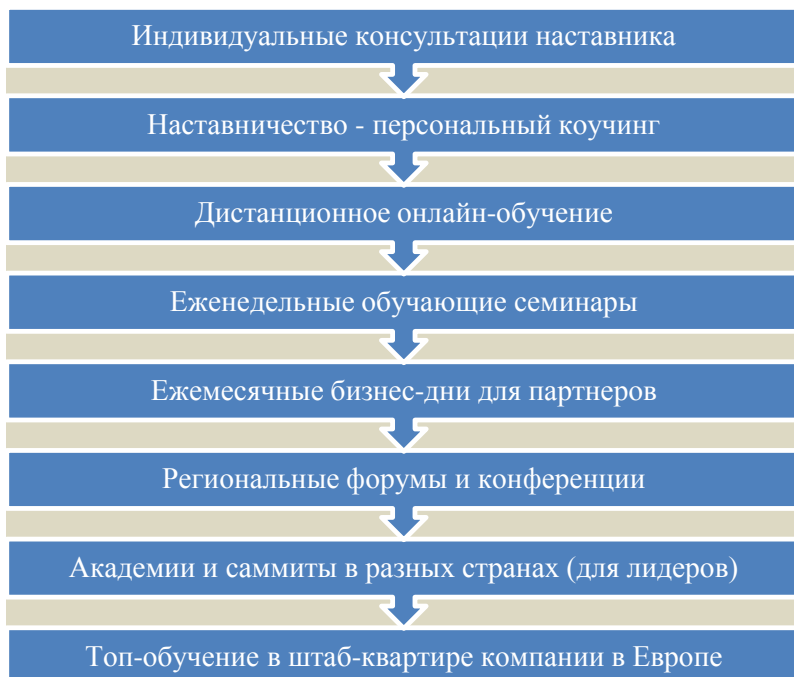 Индивидуальные консультации наставника
Наставничество - персональный коучинг
Дистанционное онлайн-обучение
Еженедельные обучающие семинары
Ежемесячные бизнес-дни для партнеров
Региональные форумы и конференции
Академии и саммиты в разных странах (для лидеров)
Топ-обучение в штаб-квартире компании в Европе